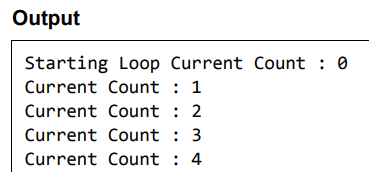 Output
Starting Loop Current Count : 0
Current Count : 1
Current Count : 2
Current Count : 3
Current Count : 4